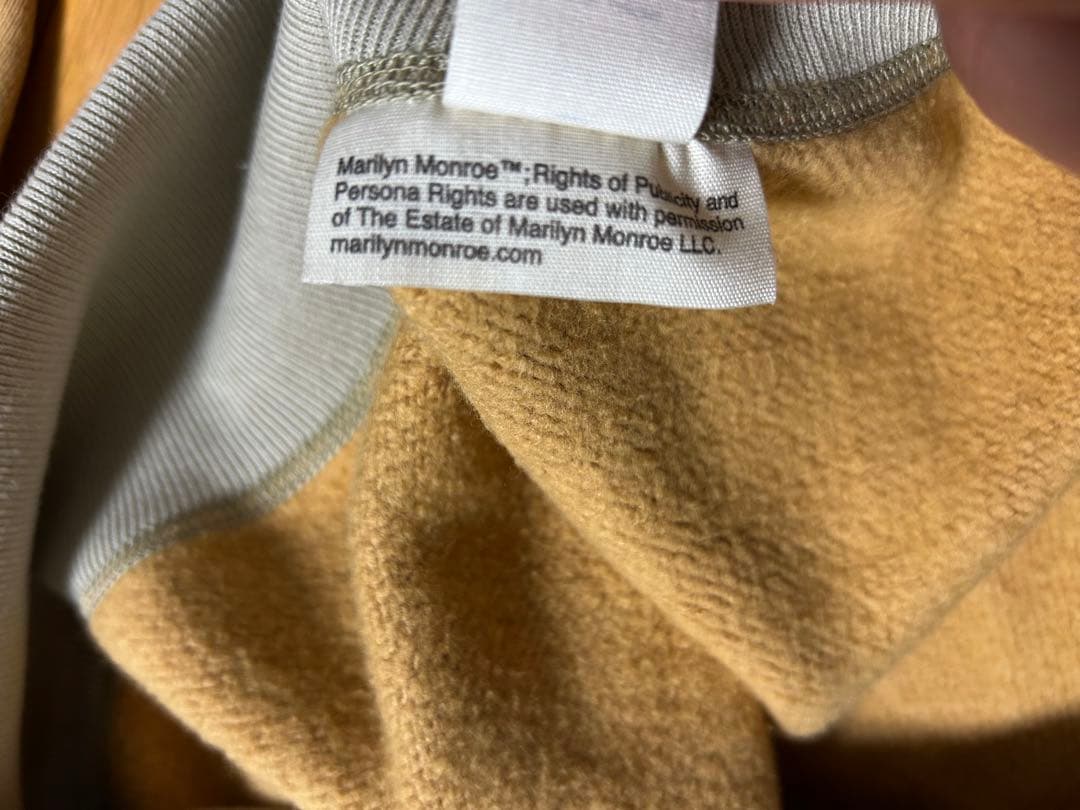 Marilyn Monroe™;Rights of Publicity and
Persona Rights are used with permission
of The Estate of Marilyn Monroe LLC.
marilynmonroe.com